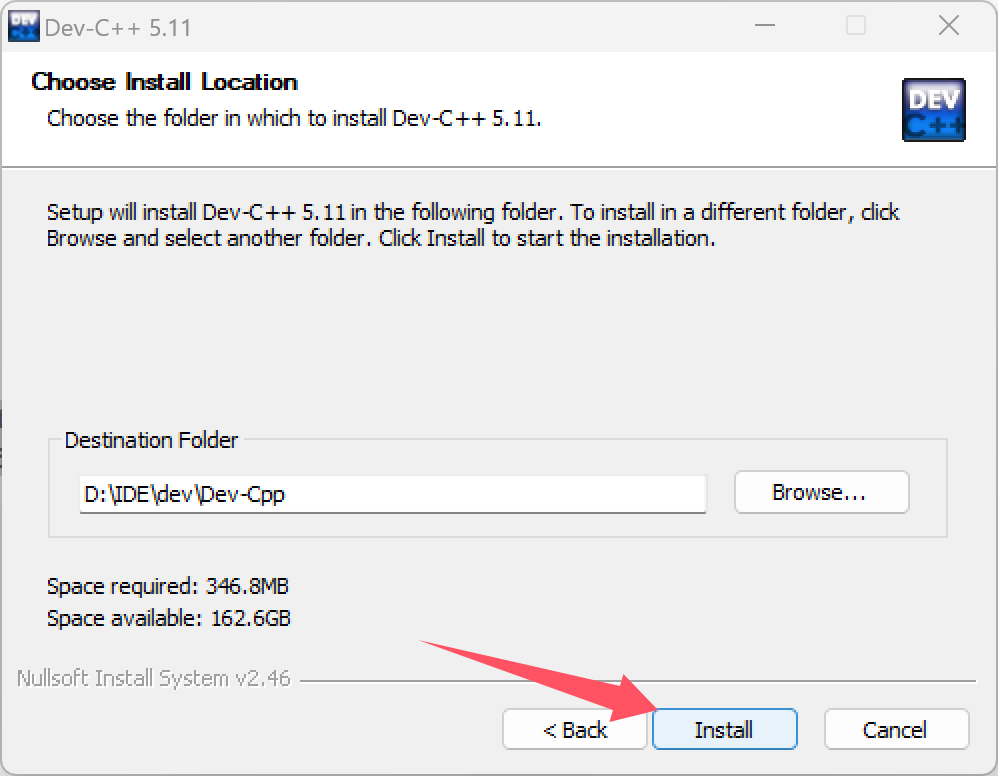 DEV
C++
Dev-C++ 5.11
Choose Install Location
Choose the folder in which to install Dev-C++ 5.11.
DEV
C++
Setup will install Dev-C++ 5.11 in the following folder. To install in a different folder, click
Browse and select another folder. Click Install to start the installation.
Destination Folder
D:\IDE\dev\Dev-Cpp
Browse...
Space required: 346.8MB
Space available: 162.6GB
Nullsoft Install System v2.46
< Back
Install
Cancel